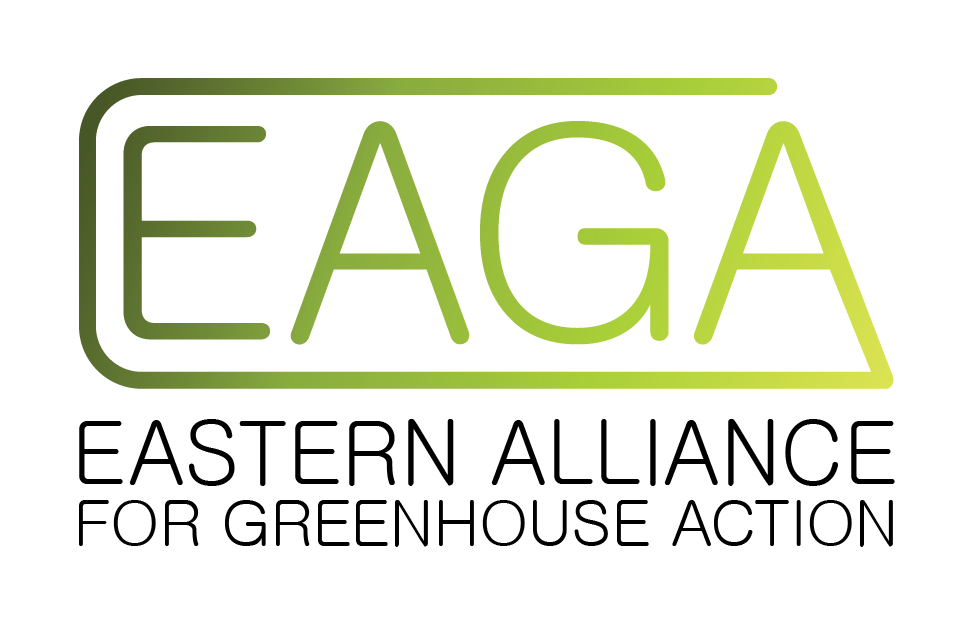 EAGA
EASTERN ALLIANCE
FOR GREENHOUSE ACTION